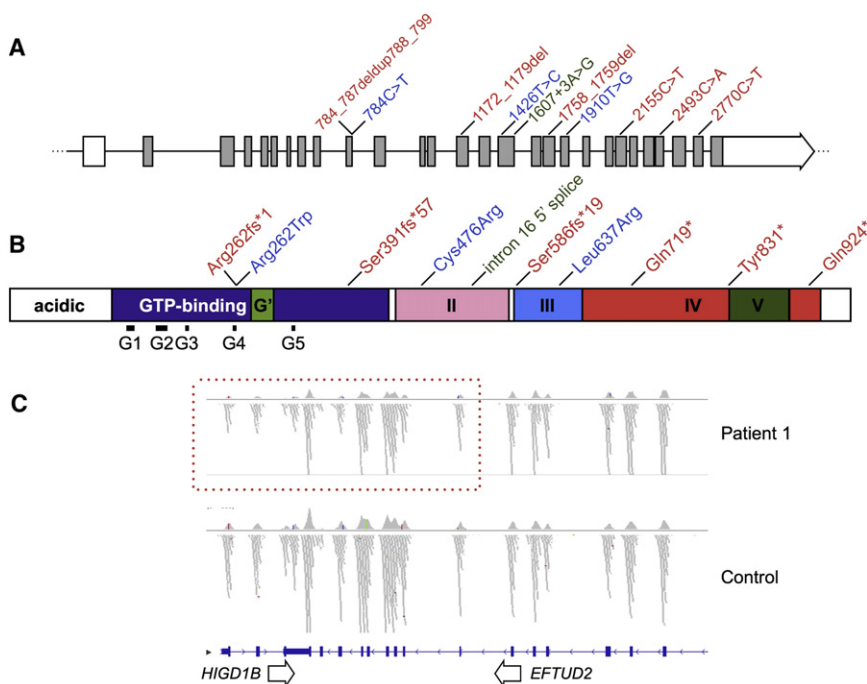 A
784_787deldup788_799
784C>T
1172_1179del
1426T>C
1607+3A>G
1758_1759del
1910T>G
2155C>T
2493C>A
2770C>T
B
Arg262fs*1
Arg262Trp
Ser391fs*57
Cys476Arg
intron 16 5' splice
Ser586fs*19
Leu637Arg
Gln719*
Tyr831*
Gln924*
acidic GTP-binding G' II III IV V
G1 G2 G3 G4 G5
C
Patient 1
Control
HIGD1B EFTUD2